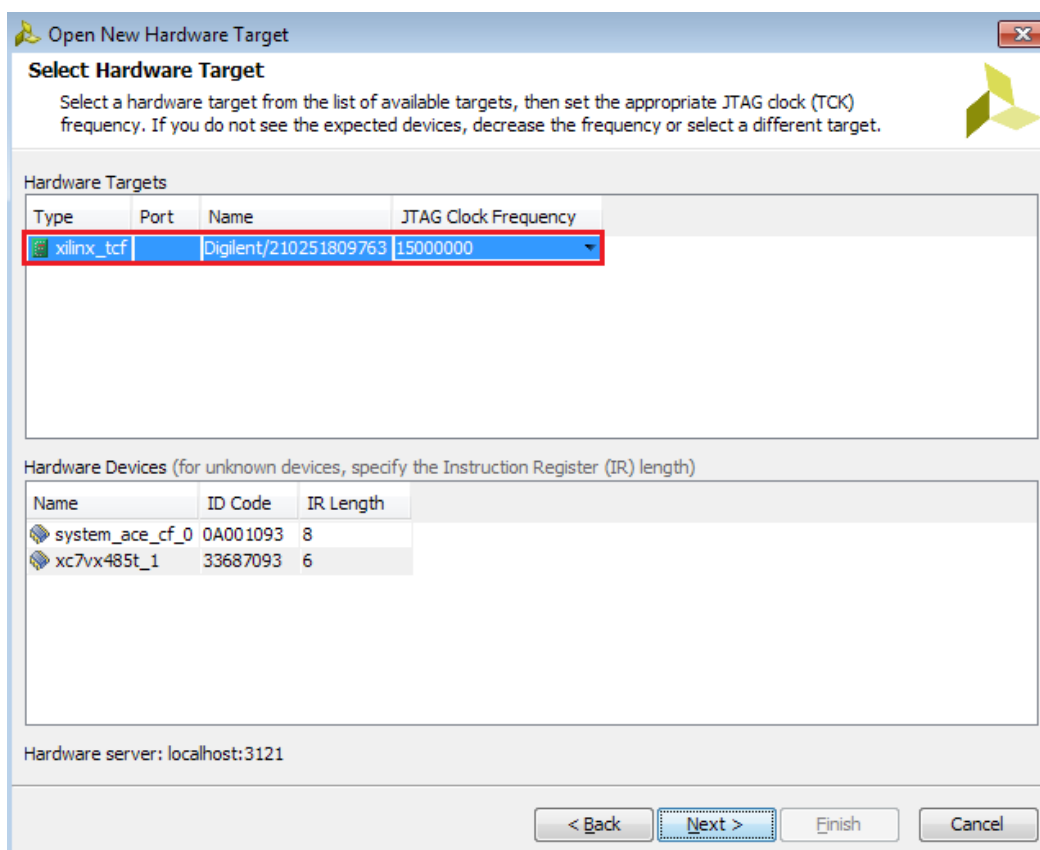 Open New Hardware Target
Select Hardware Target
Select a hardware target from the list of available targets, then set the appropriate JTAG clock (TCK)
frequency. If you do not see the expected devices, decrease the frequency or select a different target.
Hardware Targets
Type Port Name JTAG Clock Frequency
xilinx_tcf Digilent/210251809763 15000000
Hardware Devices (for unknown devices, specify the Instruction Register (IR) length)
Name ID Code IR Length
system_ace_cf_0 0A001093 8
xc7vx485t_1 33687093 6
Hardware server: localhost:3121
< Back Next > Finish Cancel